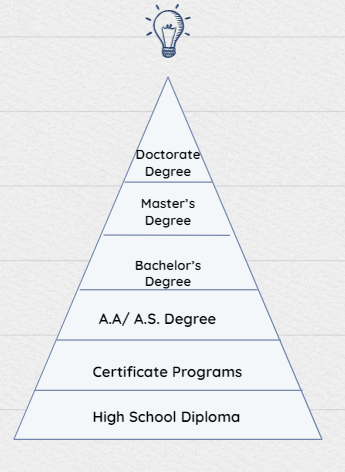 Doctorate
Degree
Master's
Degree
Bachelor's
Degree
A.A/ A.S. Degree
Certificate Programs
High School Diploma